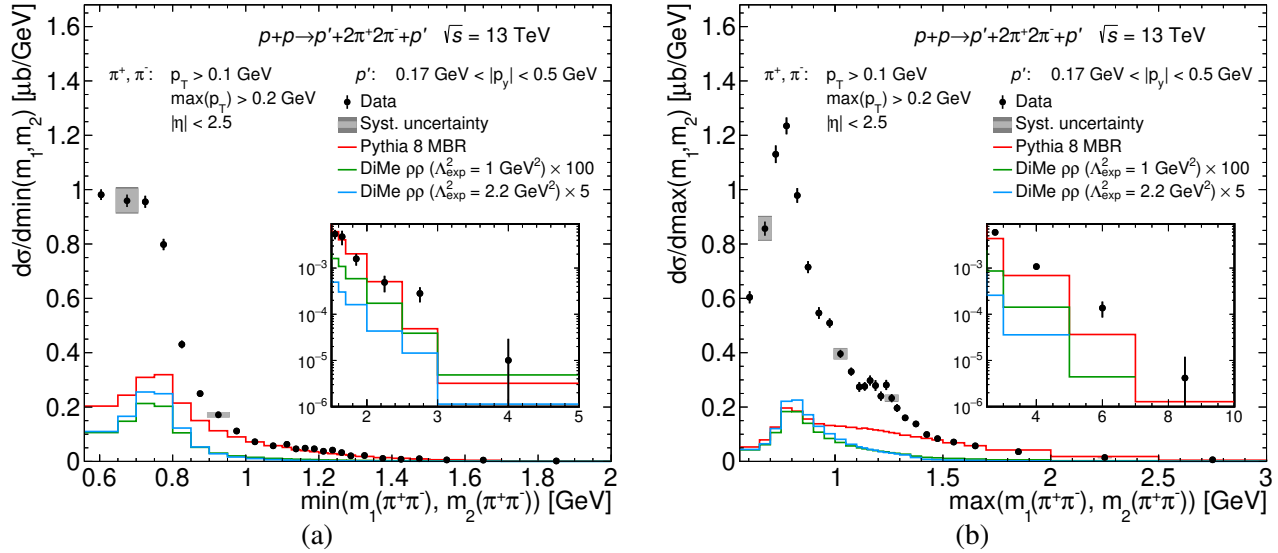 p+p→p′+2π⁺2π⁻+p′ √s = 13 TeV
π⁺, π⁻: p_T > 0.1 GeV
max(p_T) > 0.2 GeV
|η| < 2.5
p′: 0.17 GeV < |p_y| < 0.5 GeV
Data
Syst. uncertainty
Pythia 8 MBR
DiMe ρρ (Λ²_exp = 1 GeV²) × 100
DiMe ρρ (Λ²_exp = 2.2 GeV²) × 5
dσ/dmin(m₁,m₂) [μb/GeV]
1.6
1.4
1.2
1
0.8
0.6
0.4
0.2
0
10⁻³
10⁻⁴
10⁻⁵
10⁻⁶
2 3 4 5
0.6 0.8 1 1.2 1.4 1.6 1.8 2
min(m₁(π⁺π⁻), m₂(π⁺π⁻)) [GeV]
(a)
p+p→p′+2π⁺2π⁻+p′ √s = 13 TeV
π⁺, π⁻: p_T > 0.1 GeV
max(p_T) > 0.2 GeV
|η| < 2.5
p′: 0.17 GeV < |p_y| < 0.5 GeV
Data
Syst. uncertainty
Pythia 8 MBR
DiMe ρρ (Λ²_exp = 1 GeV²) × 100
DiMe ρρ (Λ²_exp = 2.2 GeV²) × 5
dσ/dmax(m₁,m₂) [μb/GeV]
1.6
1.4
1.2
1
0.8
0.6
0.4
0.2
0
10⁻³
10⁻⁴
10⁻⁵
10⁻⁶
4 6 8 10
1 1.5 2 2.5 3
max(m₁(π⁺π⁻), m₂(π⁺π⁻)) [GeV]
(b)